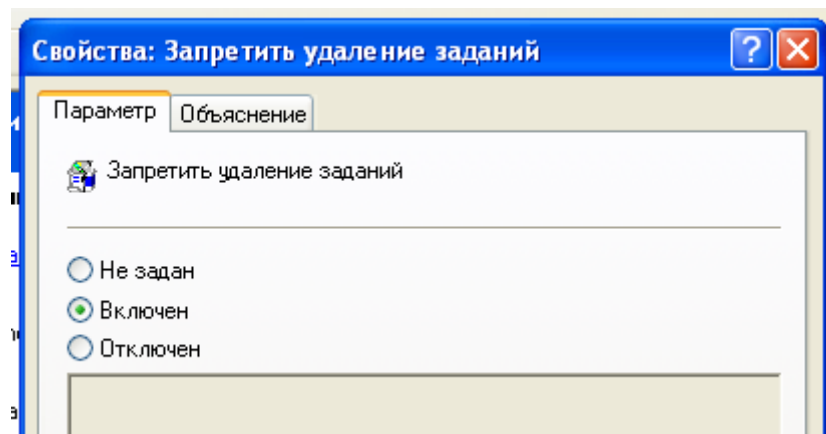 Свойства: Запретить удаление заданий
Параметр
Объяснение
Запретить удаление заданий
Не задан
Включен
Отключен